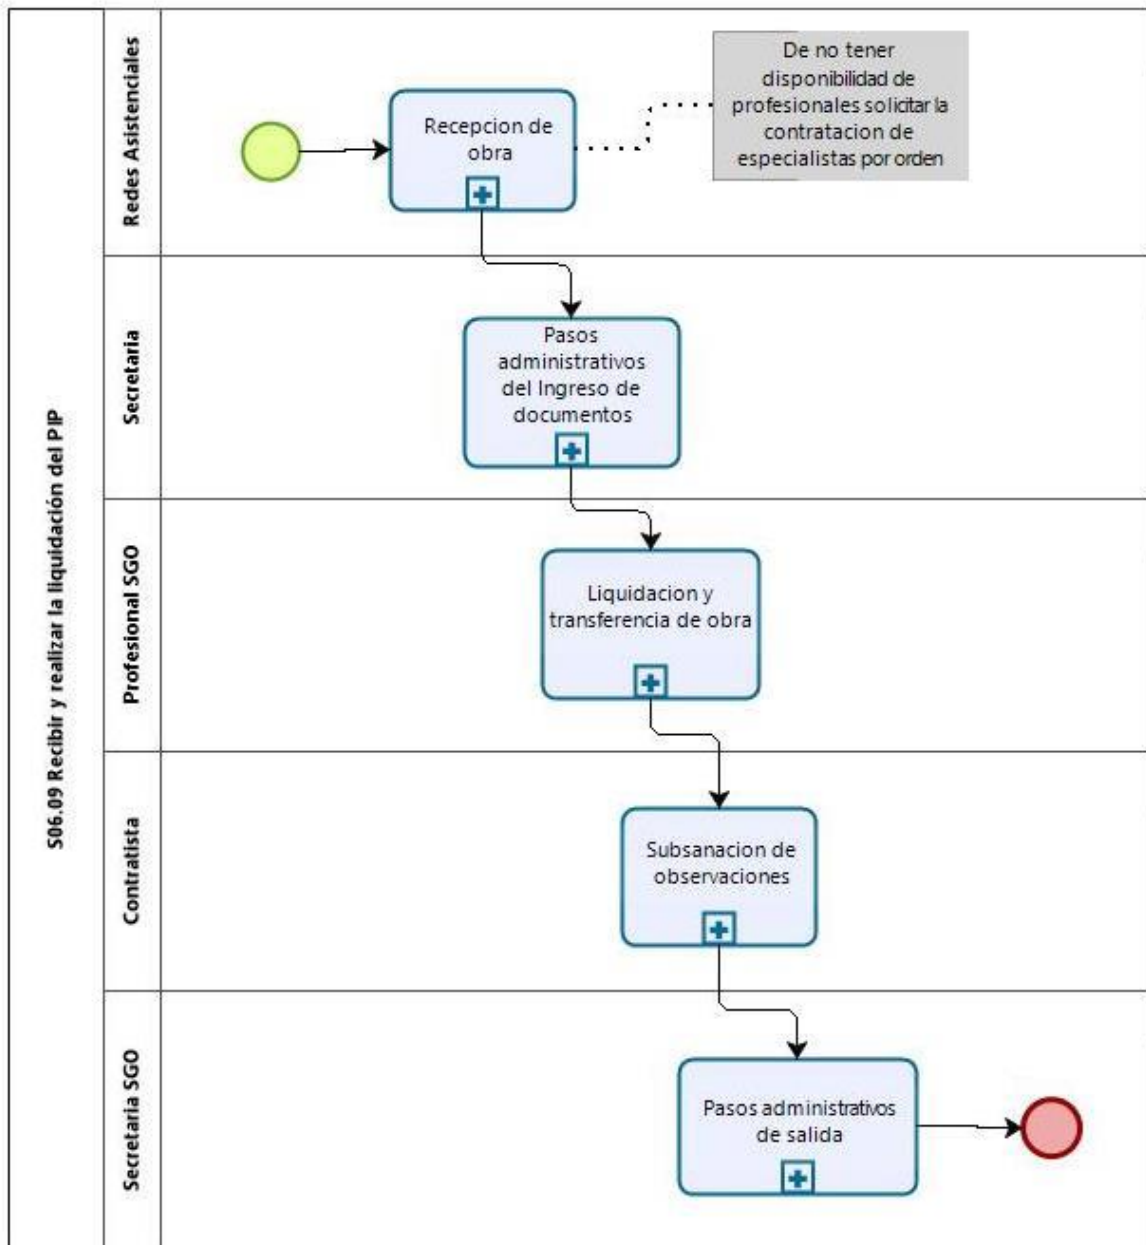 S06.09 Recibir y realizar la liquidación del PIP
Redes Asistenciales
Recepcion de
obra
De no tener
disponibilidad de
profesionales solicitar la
contratacion de
especialistas por orden
Secretaria
Pasos
administrativos
del Ingreso de
documentos
Profesional SGO
Liquidacion y
transferencia de obra
Contratista
Subsanacion de
observaciones
Secretaria SGO
Pasos administrativos
de salida